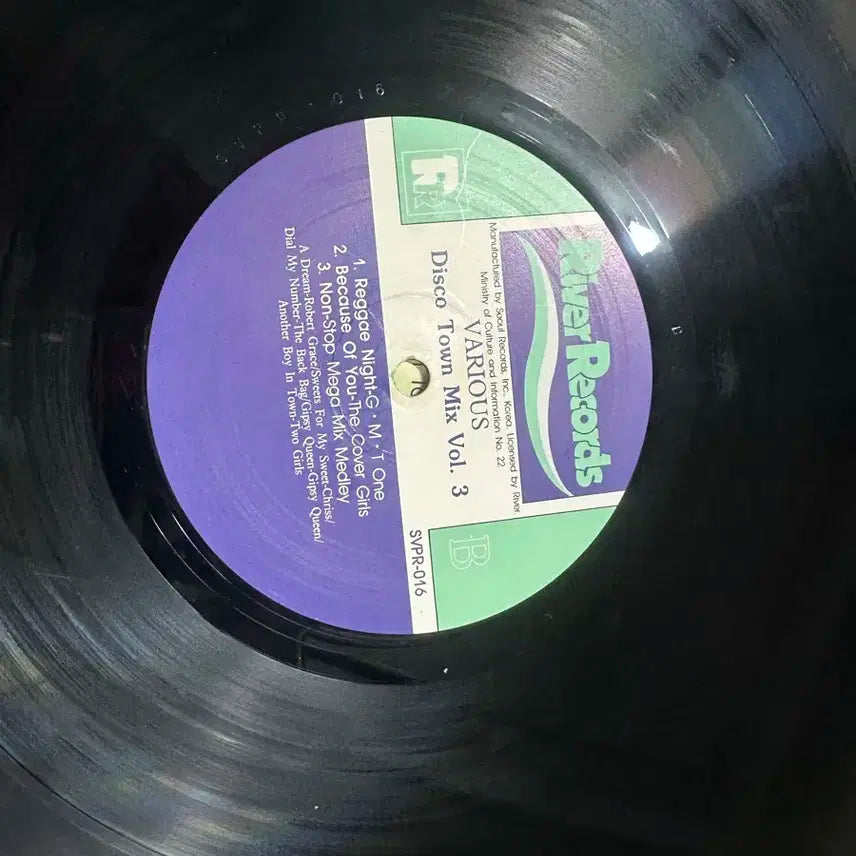 River Records
Manufactured by Seoul Records, Inc., Korea. Licensed by River.
Ministry of Culture and Information No. 22
VARIOUS
Disco Town Mix Vol. 3
R
B
SVPR-016
1. Reggae Night-G·M·T One
2. Because Of You-The Cover Girls
3. Non-Stop Mega Mix Medley
A Dream-Robert Grace/Sweets For My Sweet-Chriss/
Dial My Number-The Back Bag/Gipsy Queen-Gipsy Queen/
Another Boy In Town-Two Girls
SVPR-016